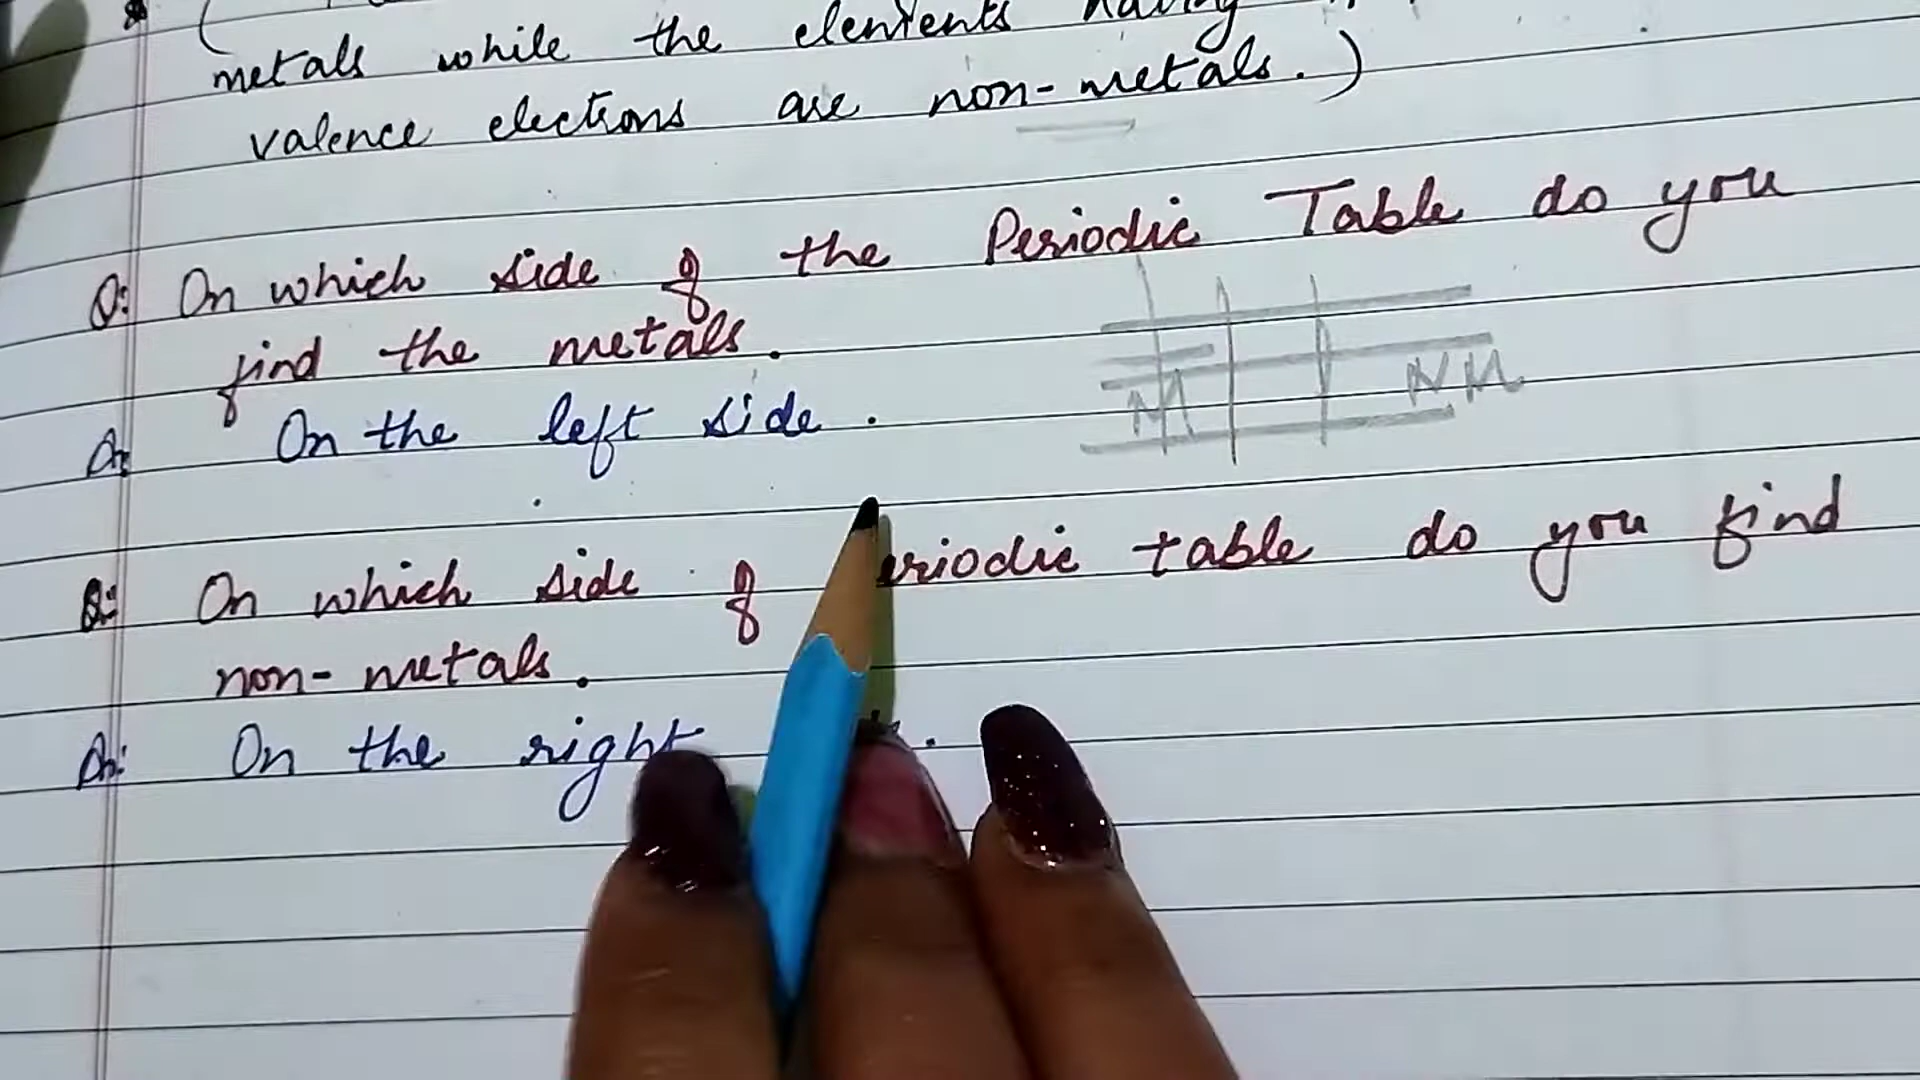 metals while the elements having
valence electrons are non-metals.)
Q: On which side of the Periodic Table do you
find the metals.
A: On the left side.
M NM
Q: On which side of eriodic table do you find
non-metals.
A: On the right